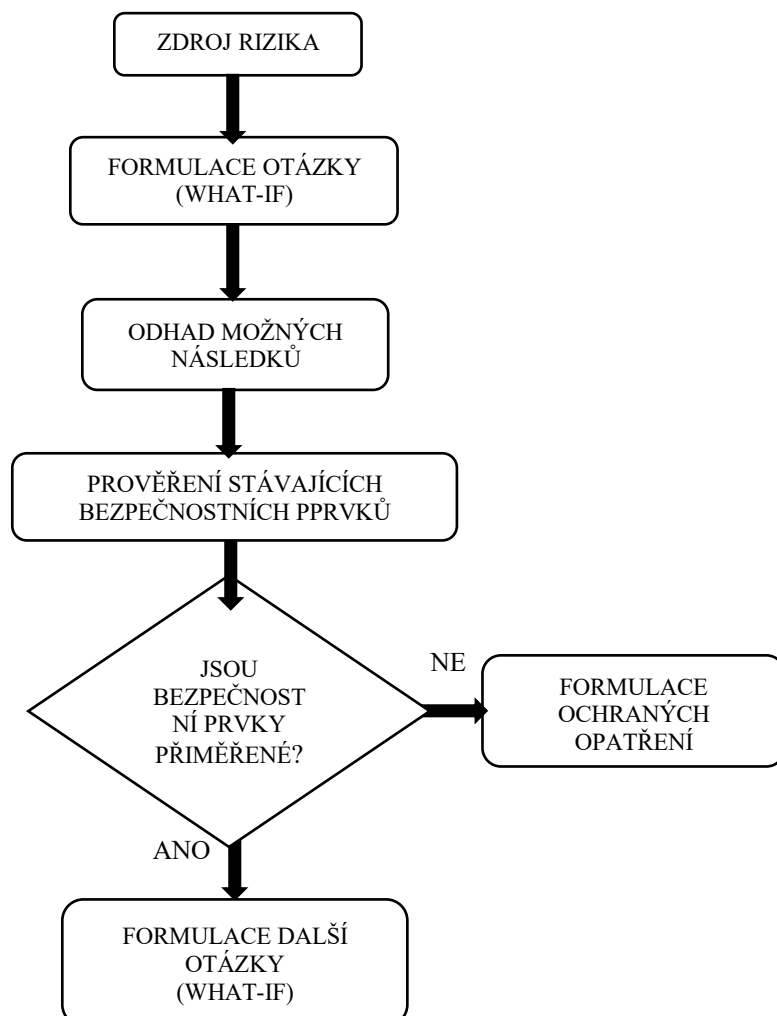 ZDROJ RIZIKA
FORMULACE OTÁZKY
(WHAT-IF)
ODHAD MOŽNÝCH
NÁSLEDKŮ
PROVĚŘENÍ STÁVAJÍCÍCH
BEZPEČNOSTNÍCH PPRVKŮ
JSOU
BEZPEČNOST
NÍ PRVKY
PŘIMĚŘENÉ?
NE
FORMULACE
OCHRANÝCH
OPATŘENÍ
ANO
FORMULACE DALŠÍ
OTÁZKY
(WHAT-IF)